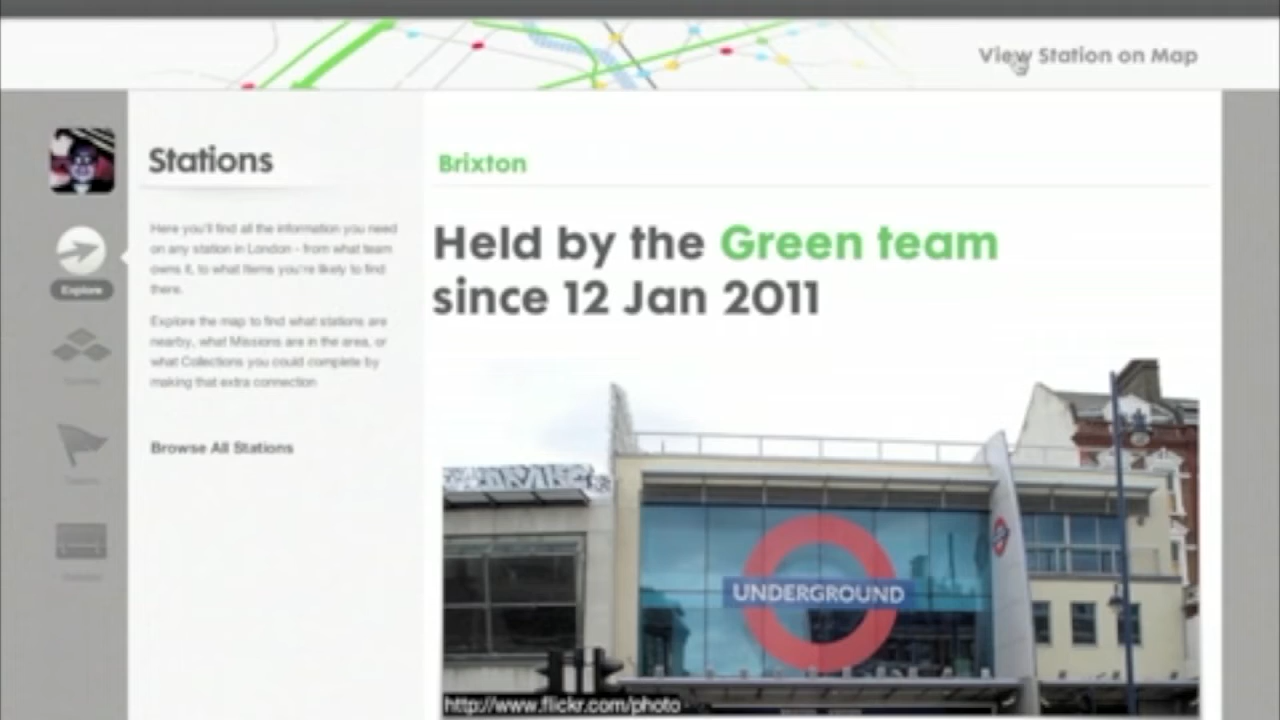 View Station on Map
Stations
Brixton
Here you'll find all the information you need
on any station in London - from what team
owns it, to what Items you're likely to find
there.
Held by the Green team
since 12 Jan 2011
Explore
Explore the map to find what stations are
nearby, what Missions are in the area, or
what Collections you could complete by
making that extra connection
Browse All Stations
UNDERGROUND
http://www.flickr.com/photo